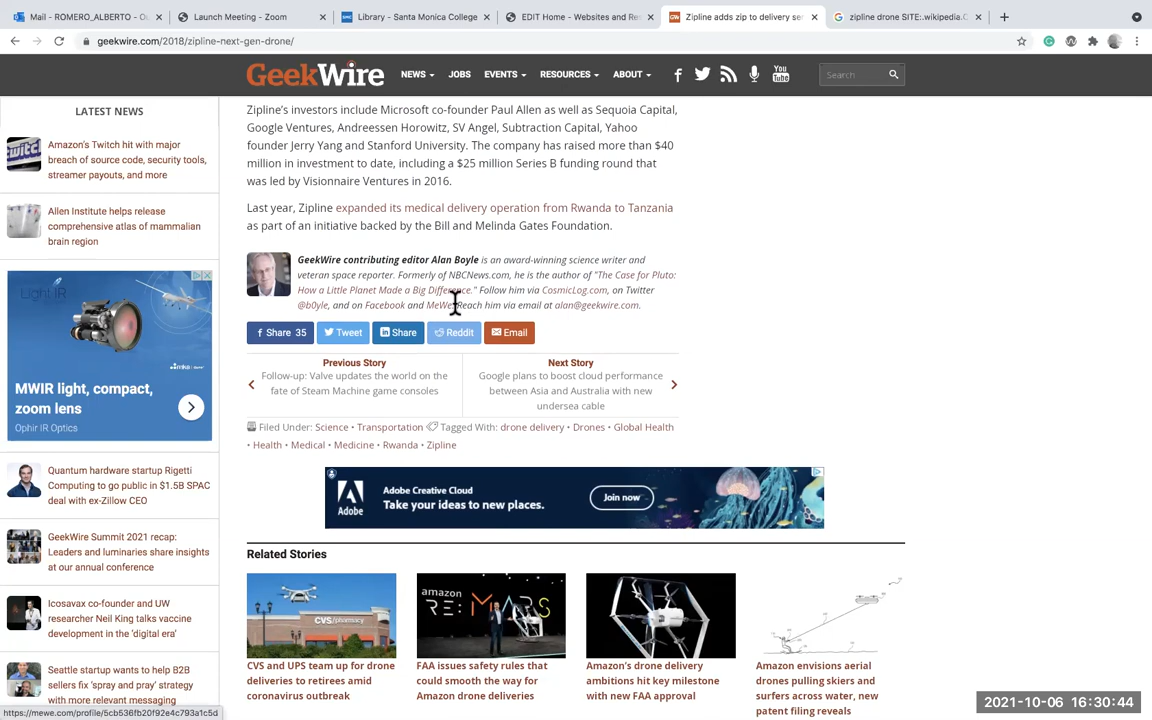 Mail - ROMERO_ALBERTO - Ou
Launch Meeting - Zoom
Library - Santa Monica College
EDIT Home - Websites and Re
Zipline adds zip to delivery ser
zipline drone SITE:.wikipedia.O
geekwire.com/2018/zipline-next-gen-drone/
GeekWire
NEWS
JOBS
EVENTS
RESOURCES
ABOUT
You Tube
Search
LATEST NEWS
Amazon's Twitch hit with major
breach of source code, security tools,
streamer payouts, and more
Allen Institute helps release
comprehensive atlas of mammalian
brain region
Light IR
mks
MWIR light, compact,
zoom lens
Ophir IR Optics
Quantum hardware startup Rigetti
Computing to go public in $1.5B SPAC
deal with ex-Zillow CEO
GeekWire Summit 2021 recap:
Leaders and luminaries share insights
at our annual conference
Icosavax co-founder and UW
researcher Neil King talks vaccine
development in the 'digital era'
Seattle startup wants to help B2B
sellers fix 'spray and pray' strategy
with more relevant messaging
https://mewe.com/profile/5cb536fb20f92e4c793a1c5d
Zipline's investors include Microsoft co-founder Paul Allen as well as Sequoia Capital,
Google Ventures, Andreessen Horowitz, SV Angel, Subtraction Capital, Yahoo
founder Jerry Yang and Stanford University. The company has raised more than $40
million in investment to date, including a $25 million Series B funding round that
was led by Visionnaire Ventures in 2016.
Last year, Zipline expanded its medical delivery operation from Rwanda to Tanzania
as part of an initiative backed by the Bill and Melinda Gates Foundation.
GeekWire contributing editor Alan Boyle is an award-winning science writer and
veteran space reporter. Formerly of NBCNews.com, he is the author of "The Case for Pluto:
How a Little Planet Made a Big Difference." Follow him via CosmicLog.com, on Twitter
@b0yle, and on Facebook and MeWe. Reach him via email at alan@geekwire.com.
Share 35
Tweet
Share
Reddit
Email
Previous Story
Follow-up: Valve updates the world on the
fate of Steam Machine game consoles
Next Story
Google plans to boost cloud performance
between Asia and Australia with new
undersea cable
Filed Under: Science • Transportation Tagged With: drone delivery • Drones • Global Health
• Health • Medical • Medicine • Rwanda • Zipline
Adobe
Adobe Creative Cloud
Take your ideas to new places.
Join now
Related Stories
CVS pharmacy
CVS and UPS team up for drone
deliveries to retirees amid
coronavirus outbreak
amazon
RE:MARS
FAA issues safety rules that
could smooth the way for
Amazon drone deliveries
Amazon's drone delivery
ambitions hit key milestone
with new FAA approval
Amazon envisions aerial
drones pulling skiers and
surfers across water, new
patent filing reveals
2021-10-06 16:30:44